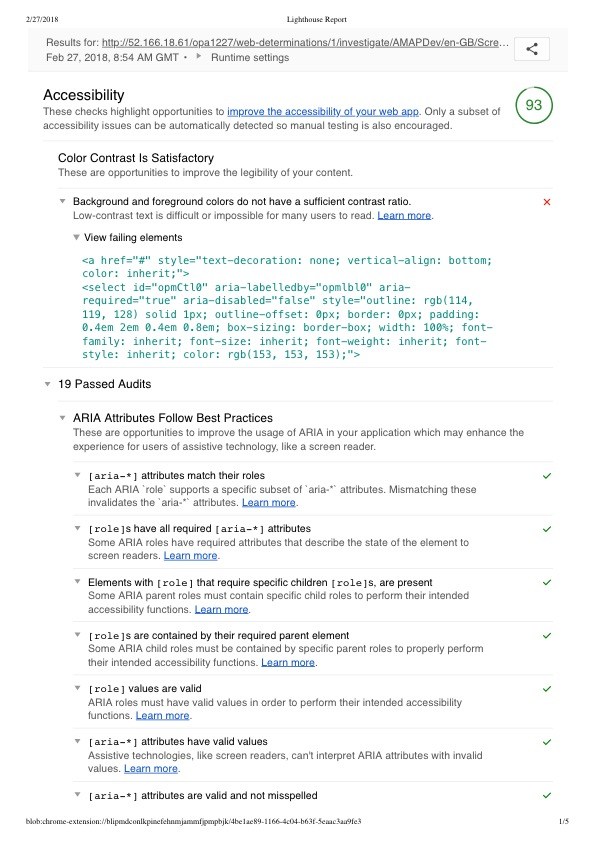 2/27/2018
Lighthouse Report
Results for: http://52.166.18.61/opa1227/web-determinations/1/investigate/AMAPDev/en-GB/Scre…
Feb 27, 2018, 8:54 AM GMT • Runtime settings
Accessibility
These checks highlight opportunities to improve the accessibility of your web app. Only a subset of
accessibility issues can be automatically detected so manual testing is also encouraged.
93
Color Contrast Is Satisfactory
These are opportunities to improve the legibility of your content.
Background and foreground colors do not have a sufficient contrast ratio.
Low-contrast text is difficult or impossible for many users to read. Learn more.
View failing elements
<a href="#" style="text-decoration: none; vertical-align: bottom;
color: inherit;">
<select id="opmCtl0" aria-labelledby="opmlbl0" aria-
required="true" aria-disabled="false" style="outline: rgb(114,
119, 128) solid 1px; outline-offset: 0px; border: 0px; padding:
0.4em 2em 0.4em 0.8em; box-sizing: border-box; width: 100%; font-
family: inherit; font-size: inherit; font-weight: inherit; font-
style: inherit; color: rgb(153, 153, 153);">
19 Passed Audits
ARIA Attributes Follow Best Practices
These are opportunities to improve the usage of ARIA in your application which may enhance the
experience for users of assistive technology, like a screen reader.
[aria-*] attributes match their roles
Each ARIA `role` supports a specific subset of `aria-*` attributes. Mismatching these
invalidates the `aria-*` attributes. Learn more.
[role]s have all required [aria-*] attributes
Some ARIA roles have required attributes that describe the state of the element to
screen readers. Learn more.
Elements with [role] that require specific children [role]s, are present
Some ARIA parent roles must contain specific child roles to perform their intended
accessibility functions. Learn more.
[role]s are contained by their required parent element
Some ARIA child roles must be contained by specific parent roles to properly perform
their intended accessibility functions. Learn more.
[role] values are valid
ARIA roles must have valid values in order to perform their intended accessibility
functions. Learn more.
[aria-*] attributes have valid values
Assistive technologies, like screen readers, can't interpret ARIA attributes with invalid
values. Learn more.
[aria-*] attributes are valid and not misspelled
blob:chrome-extension://blipmdconlkpinefehnmjammfjpmpbjk/4be1ae89-1166-4c04-b63f-5eaac3aa9fe3
1/5